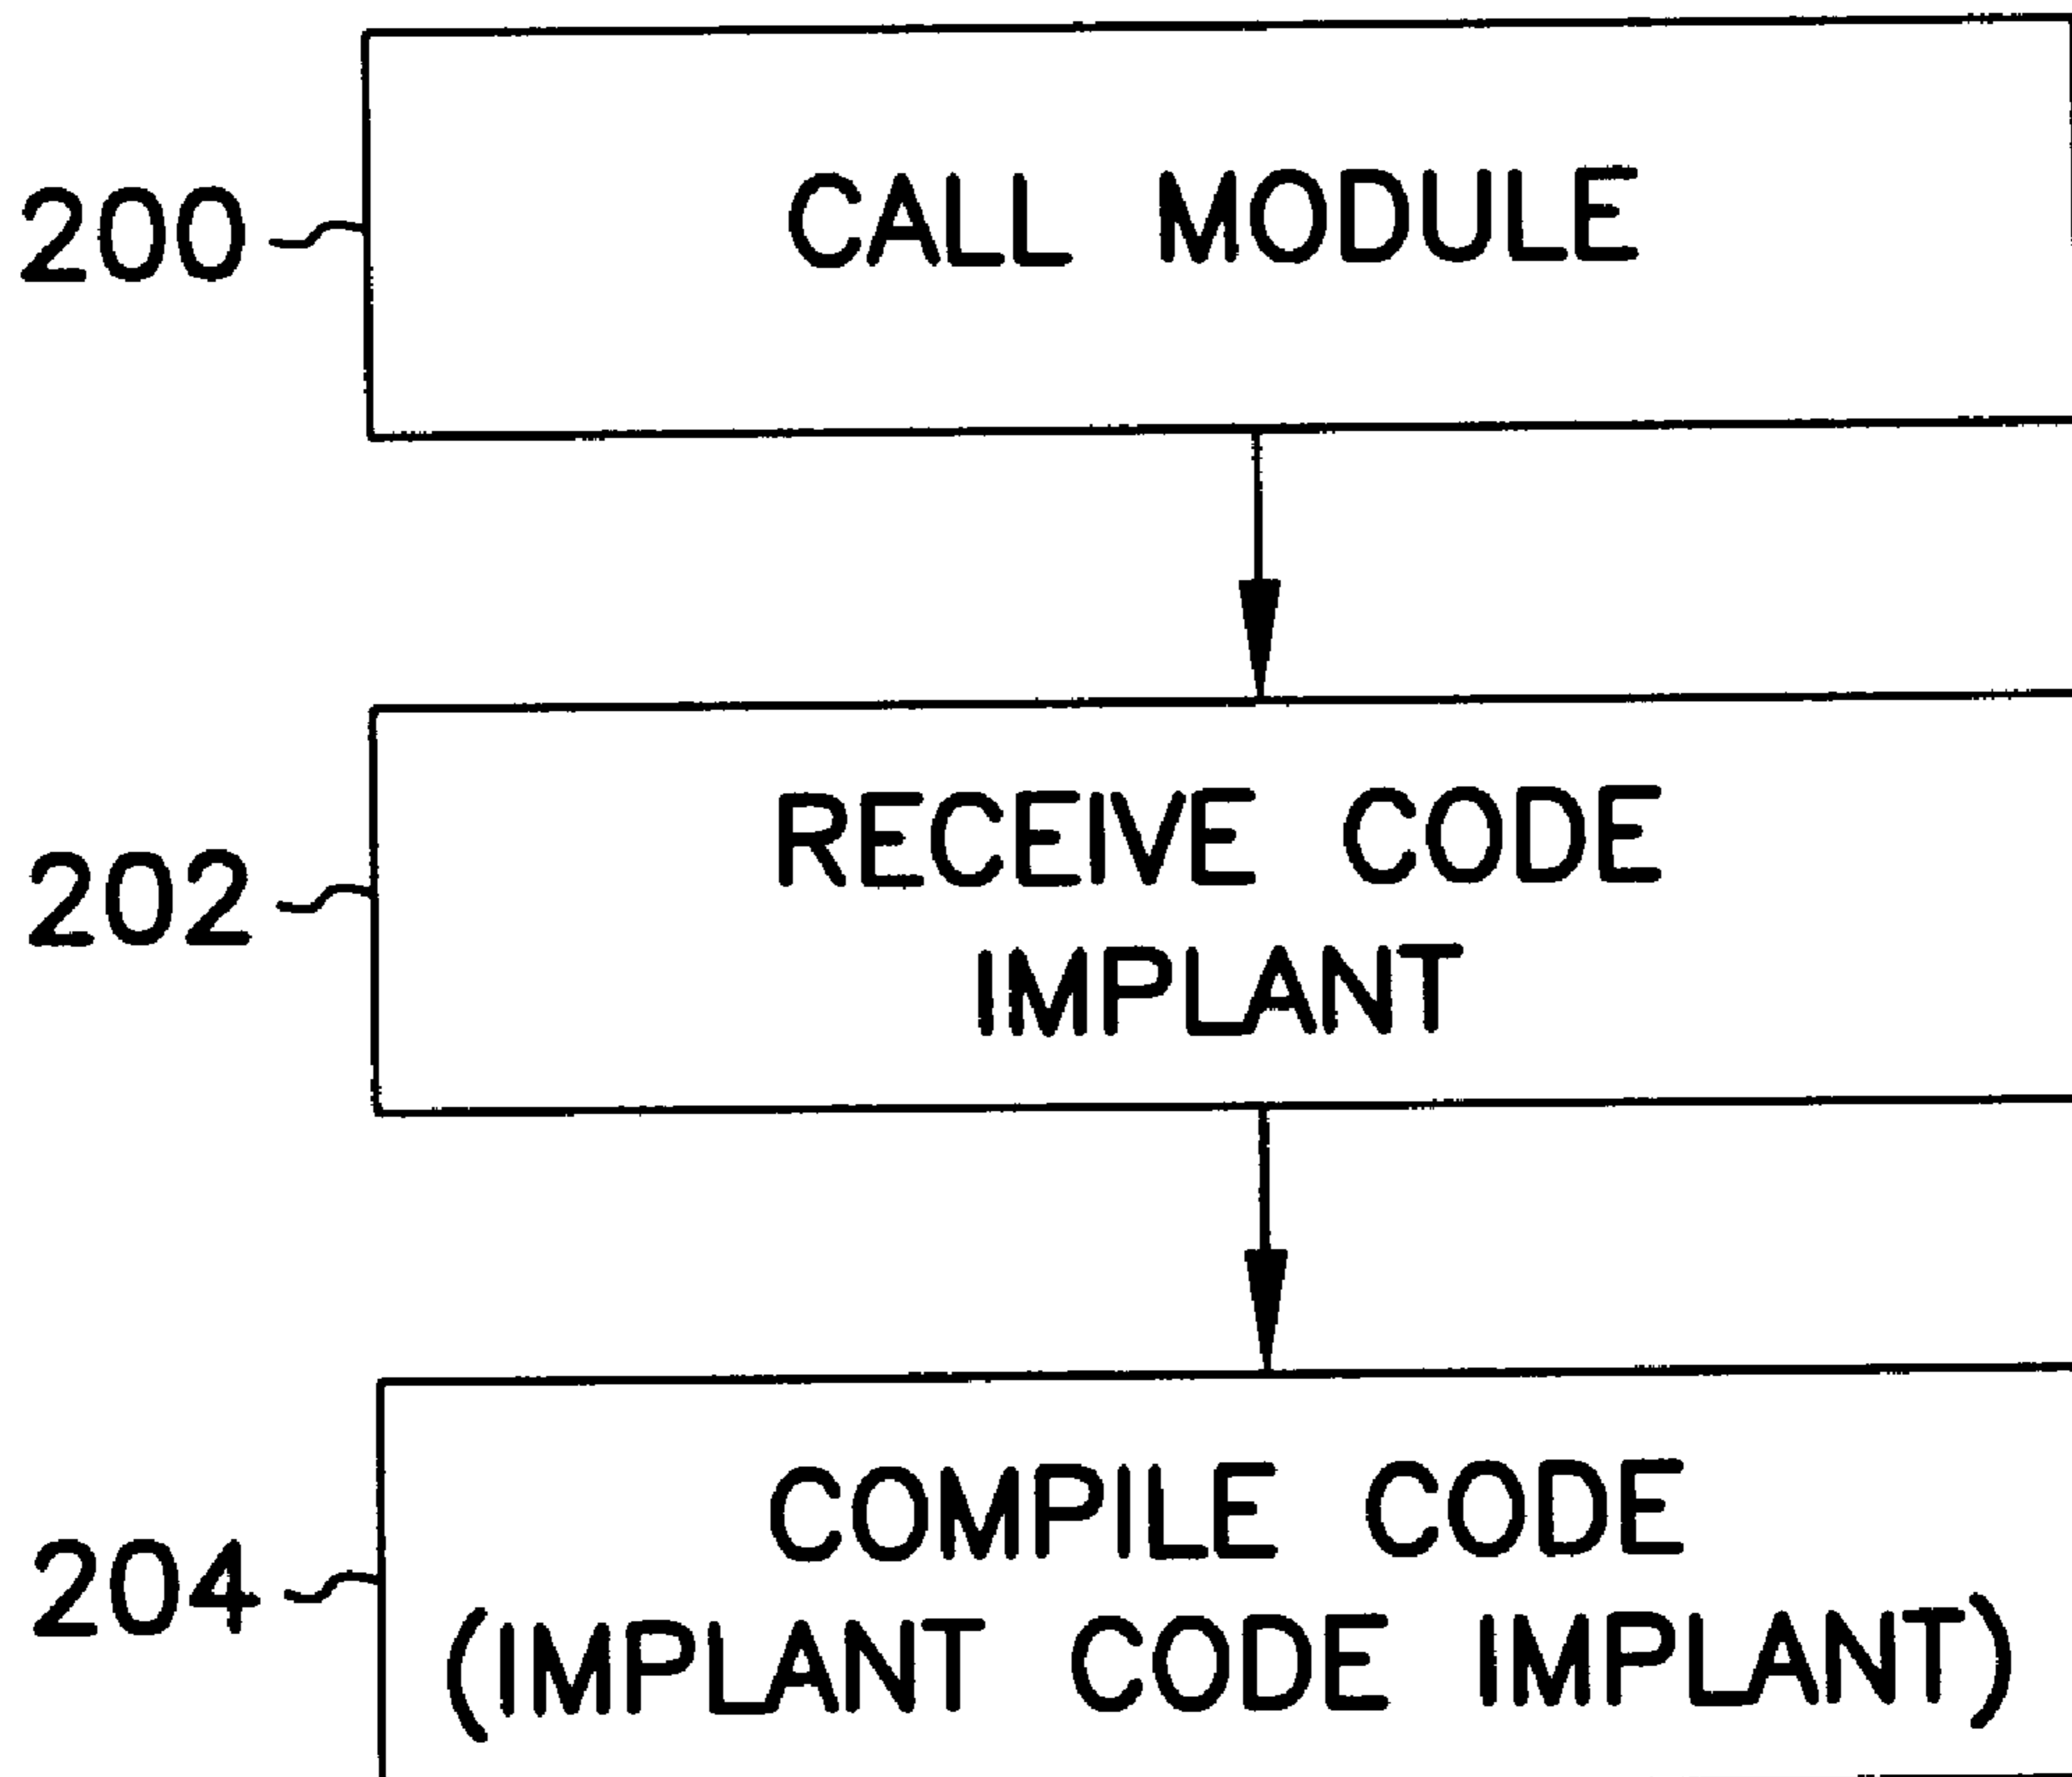 200
CALL MODULE
202
RECEIVE CODE
IMPLANT
204
COMPILE CODE
(IMPLANT CODE IMPLANT)